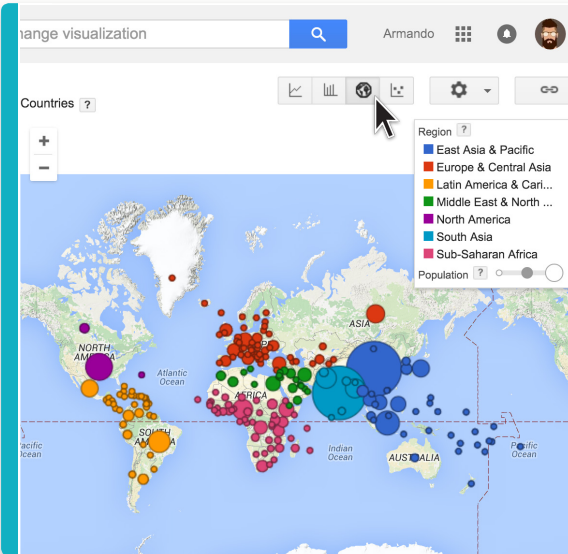 hange visualization
Armando
Countries ?
Region ?
East Asia & Pacific
Europe & Central Asia
Latin America & Cari...
Middle East & North ...
North America
South Asia
Sub-Saharan Africa
Population ?
+
−
ASIA
NORTH
AMERICA
Atlantic
Ocean
AFRICA
SOUTH
AMERICA
acific
Ocean
Indian
Ocean
AUSTRALIA
Pacific
Ocean